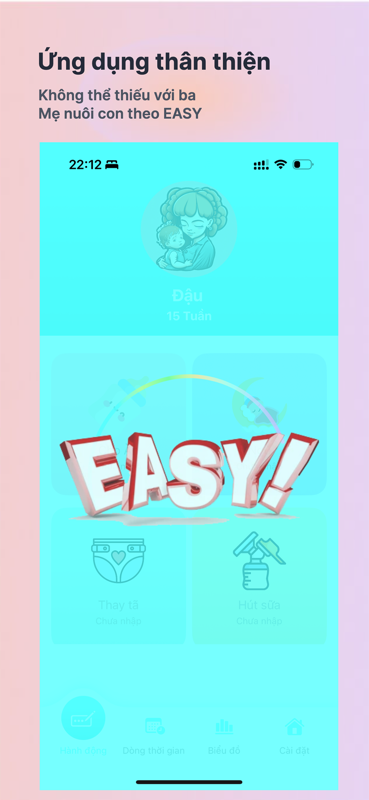 Ứng dụng thân thiện
Không thể thiếu với ba
Mẹ nuôi con theo EASY
22:12
Đậu
15 Tuần
EASY!
Thay tã
Hút sữa
Chưa nhập
Chưa nhập
Hành động
Dòng thời gian
Biểu đồ
Cài đặt